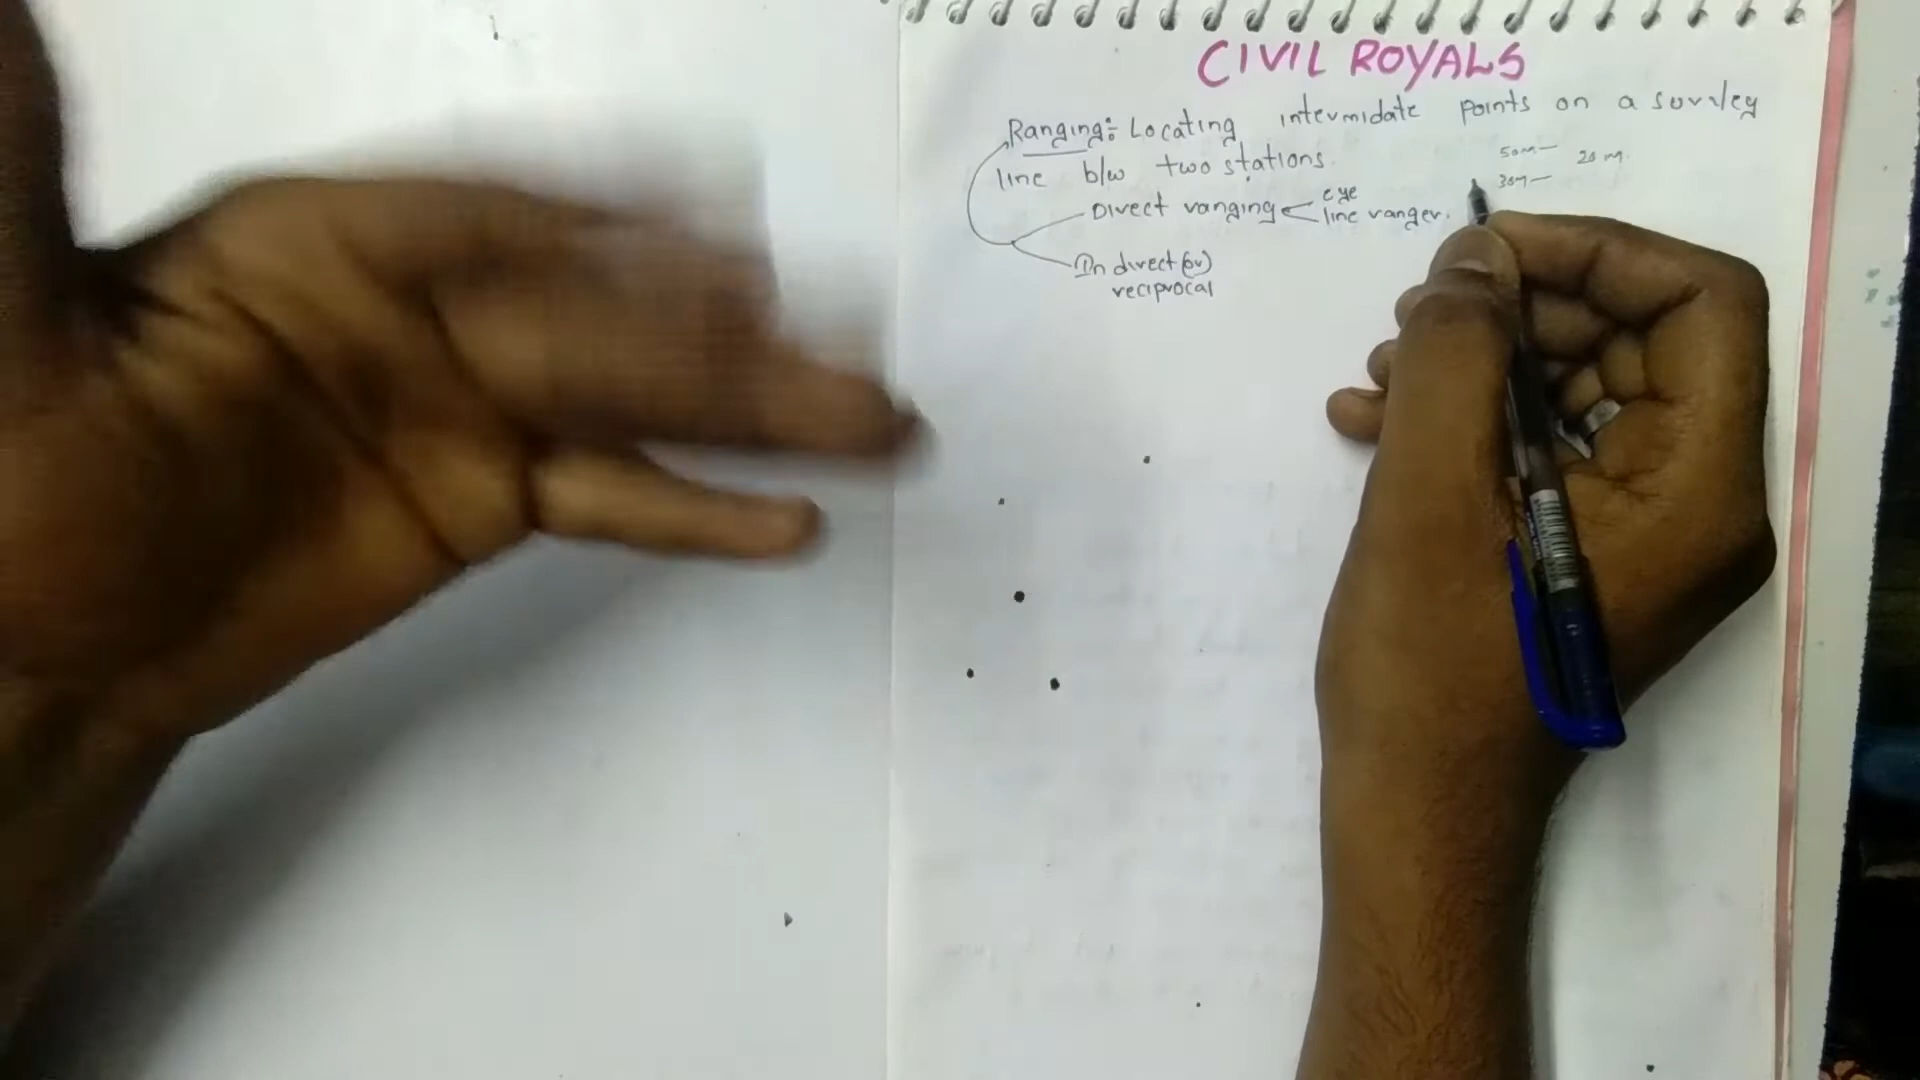 CIVIL ROYALS
Ranging:- Locating intermidate points on a survey
line b/w two stations.
50m— 20 m.
30m—
Direct ranging < eye
line ranger.
In direct (or)
reciprocal